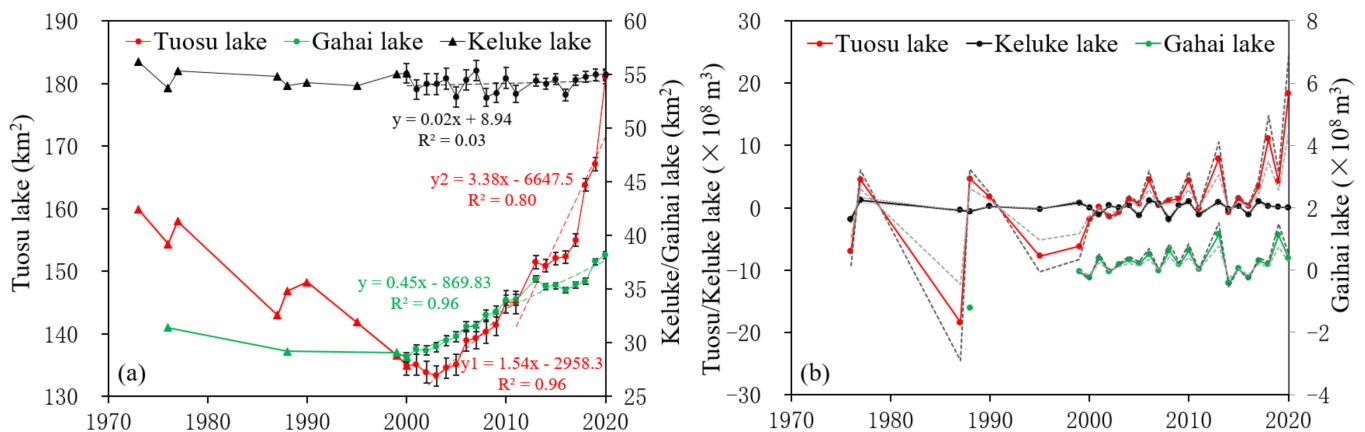 190
180
170
160
150
140
130
Tuosu lake (km²)
Tuosu lake
Gahai lake
Keluke lake
y = 0.02x + 8.94
R² = 0.03
y2 = 3.38x - 6647.5
R² = 0.80
y = 0.45x - 869.83
R² = 0.96
y1 = 1.54x - 2958.3
R² = 0.96
(a)
1970
1980
1990
2000
2010
2020
60
55
50
45
40
35
30
25
Keluke/Gaihai lake (km²)
30
20
10
0
-10
-20
-30
Tuosu/Keluke lake (×10⁸ m³)
Tuosu lake
Keluke lake
Gahai lake
(b)
1970
1980
1990
2000
2010
2020
8
6
4
2
0
-2
-4
Gahai lake (×10⁸ m³)